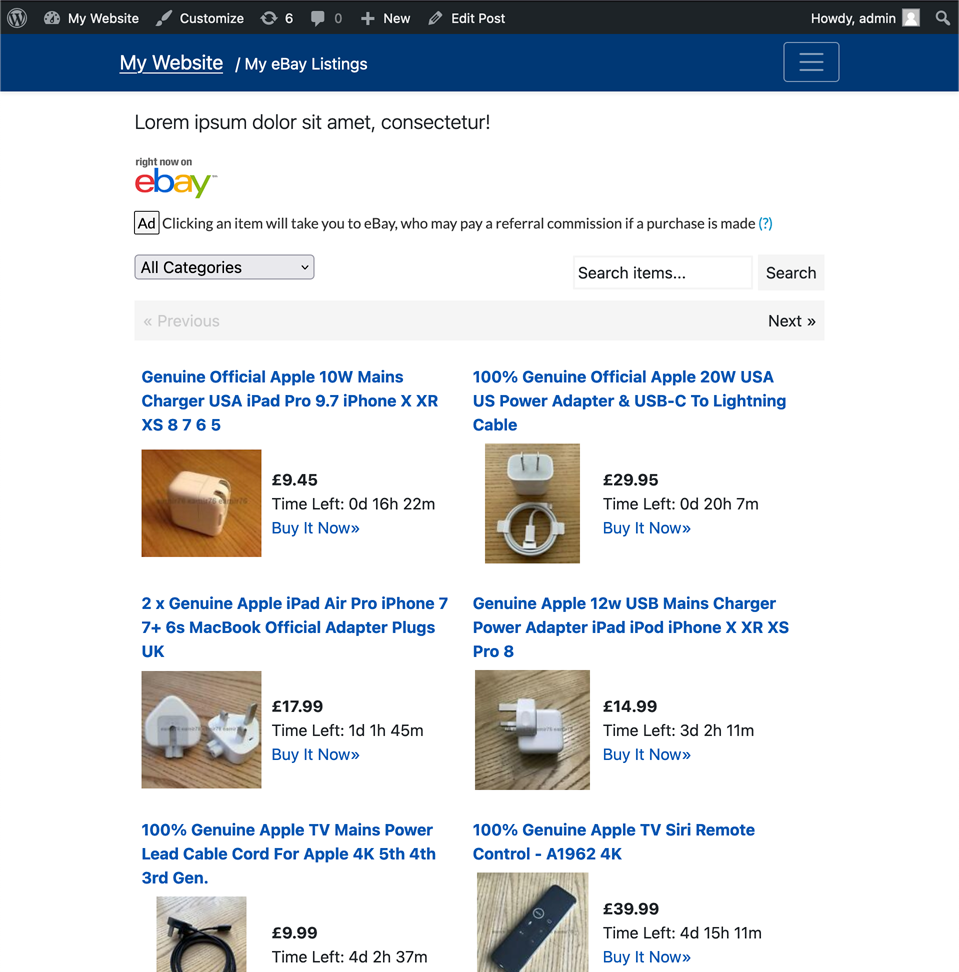 My Website Customize 6 0 New Edit Post Howdy, admin
My Website / My eBay Listings
Lorem ipsum dolor sit amet, consectetur!
right now on
ebay™
Ad Clicking an item will take you to eBay, who may pay a referral commission if a purchase is made (?)
All Categories Search items... Search
« Previous Next »
Genuine Official Apple 10W Mains
Charger USA iPad Pro 9.7 iPhone X XR
XS 8 7 6 5
£9.45
Time Left: 0d 16h 22m
Buy It Now»
100% Genuine Official Apple 20W USA
US Power Adapter & USB-C To Lightning
Cable
£29.95
Time Left: 0d 20h 7m
Buy It Now»
2 x Genuine Apple iPad Air Pro iPhone 7
7+ 6s MacBook Official Adapter Plugs
UK
£17.99
Time Left: 1d 1h 45m
Buy It Now»
Genuine Apple 12w USB Mains Charger
Power Adapter iPad iPod iPhone X XR XS
Pro 8
£14.99
Time Left: 3d 2h 11m
Buy It Now»
100% Genuine Apple TV Mains Power
Lead Cable Cord For Apple 4K 5th 4th
3rd Gen.
£9.99
Time Left: 4d 2h 37m
100% Genuine Apple TV Siri Remote
Control - A1962 4K
£39.99
Time Left: 4d 15h 11m
Buy It Now»